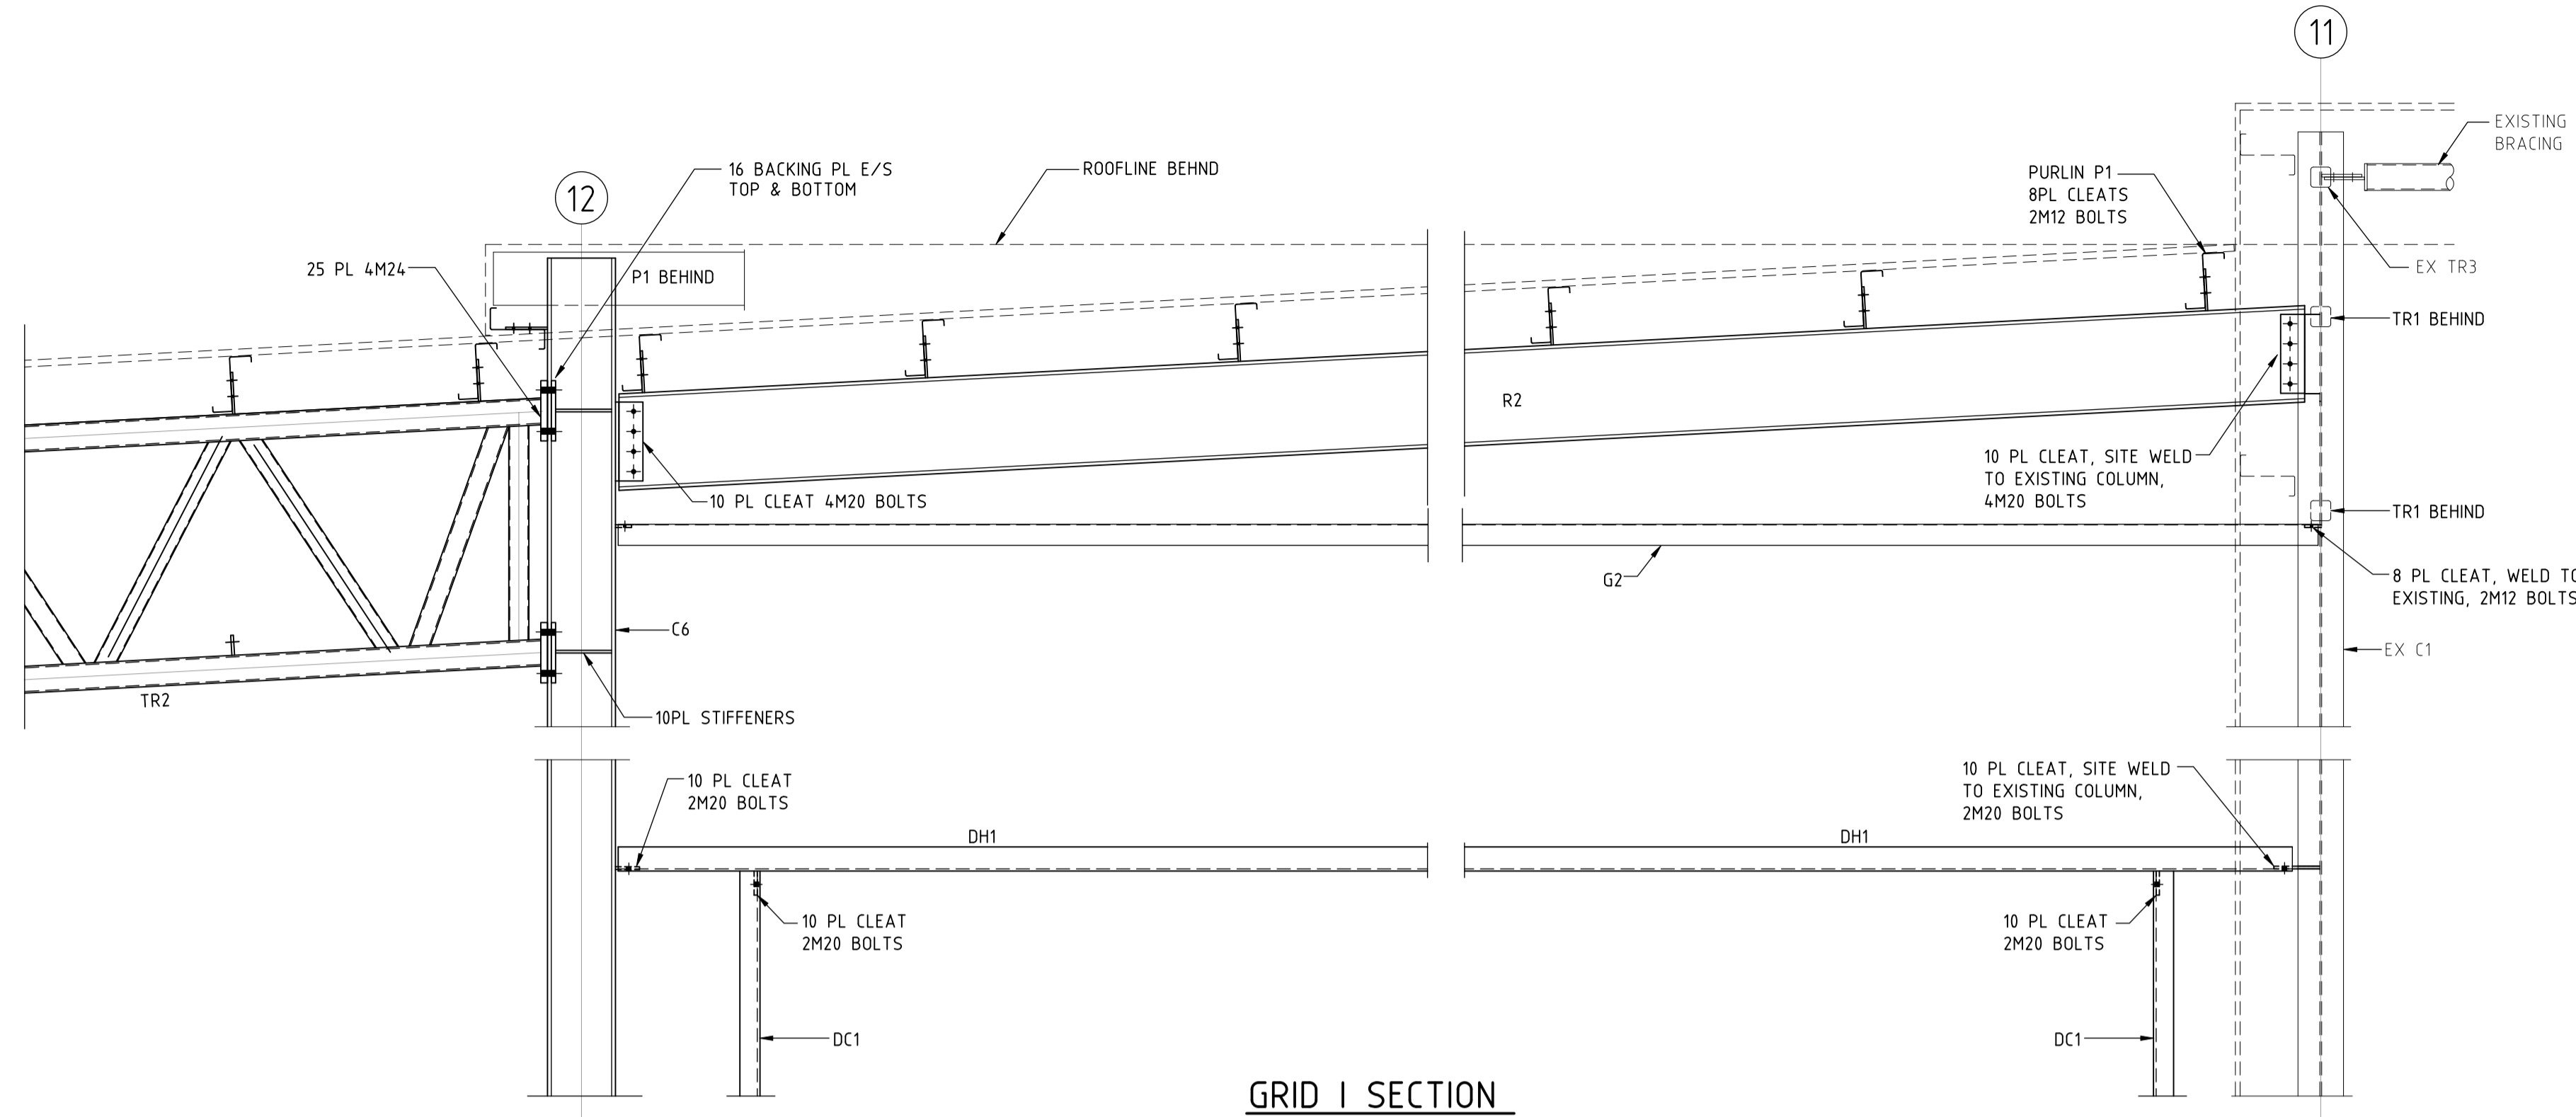 11
EXISTING
BRACING
16 BACKING PL E/S
TOP & BOTTOM
ROOFLINE BEHND
PURLIN P1
8PL CLEATS
2M12 BOLTS
12
25 PL 4M24
P1 BEHIND
EX TR3
TR1 BEHIND
R2
10 PL CLEAT, SITE WELD
TO EXISTING COLUMN,
4M20 BOLTS
10 PL CLEAT 4M20 BOLTS
TR1 BEHIND
G2
8 PL CLEAT, WELD TO
EXISTING, 2M12 BOLTS
C6
EX C1
TR2
10PL STIFFENERS
10 PL CLEAT
2M20 BOLTS
10 PL CLEAT, SITE WELD
TO EXISTING COLUMN,
2M20 BOLTS
DH1
DH1
10 PL CLEAT
2M20 BOLTS
10 PL CLEAT
2M20 BOLTS
DC1
DC1
GRID I SECTION